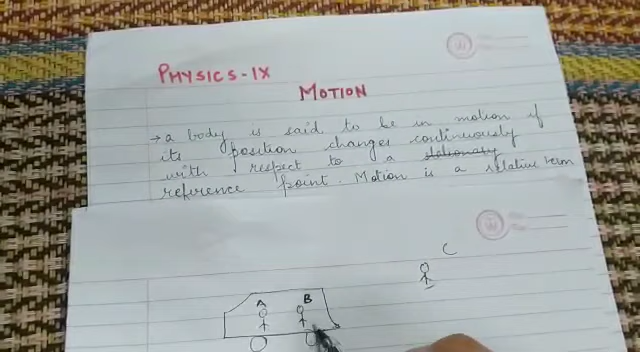 PHYSICS-IX
MOTION
→ a body is said to be in motion if
its position changes continuously
with respect to a stationary
reference point. Motion is a relative term
C
A B